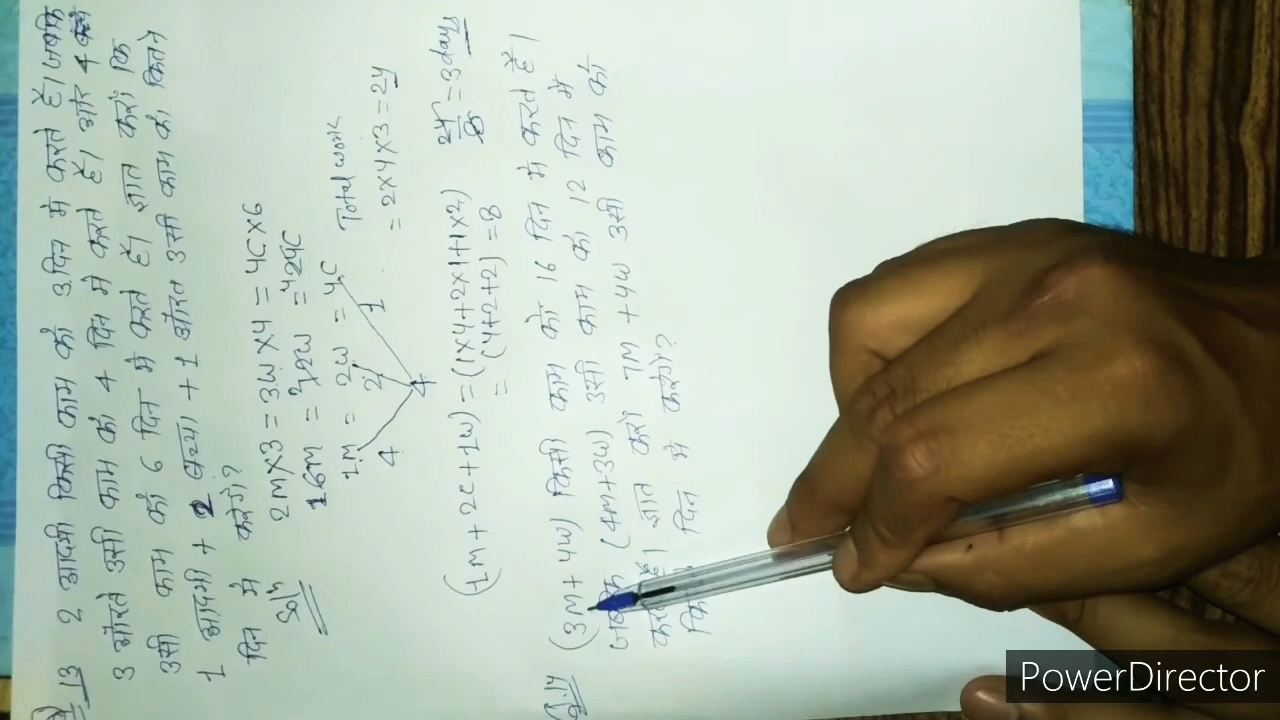 Q.13 2 आदमी किसी काम को 3 दिन मे करते हैं। जबकि
3 औरते उसी काम को 4 दिन मे करते हैं। और 4 बच्चे
उसी काम को 6 दिन मे करते हैं। ज्ञात करों कि
1 आदमी + 2 बच्चा + 1 औरत उसी काम को कितने
दिन मे करेगें?
Soln 2M×3 = 3W×4 = 4C×6
6M = 12W = 24C
1M = 2W = 4C
4 2 1
4
Total work
= 2×4×3 = 24
(1M + 2C + 1W) = (1×4+2×1+1×2)
= (4+2+2) = 8
24/8 = 3 days
Q.14 (3M + 4W) किसी काम को 16 दिन मे करते हैं।
जबकि (4M+3W) उसी काम को 12 दिन मे
ज्ञात करों 7M + 4W उसी काम को
दिन मे करेगें?
PowerDirector